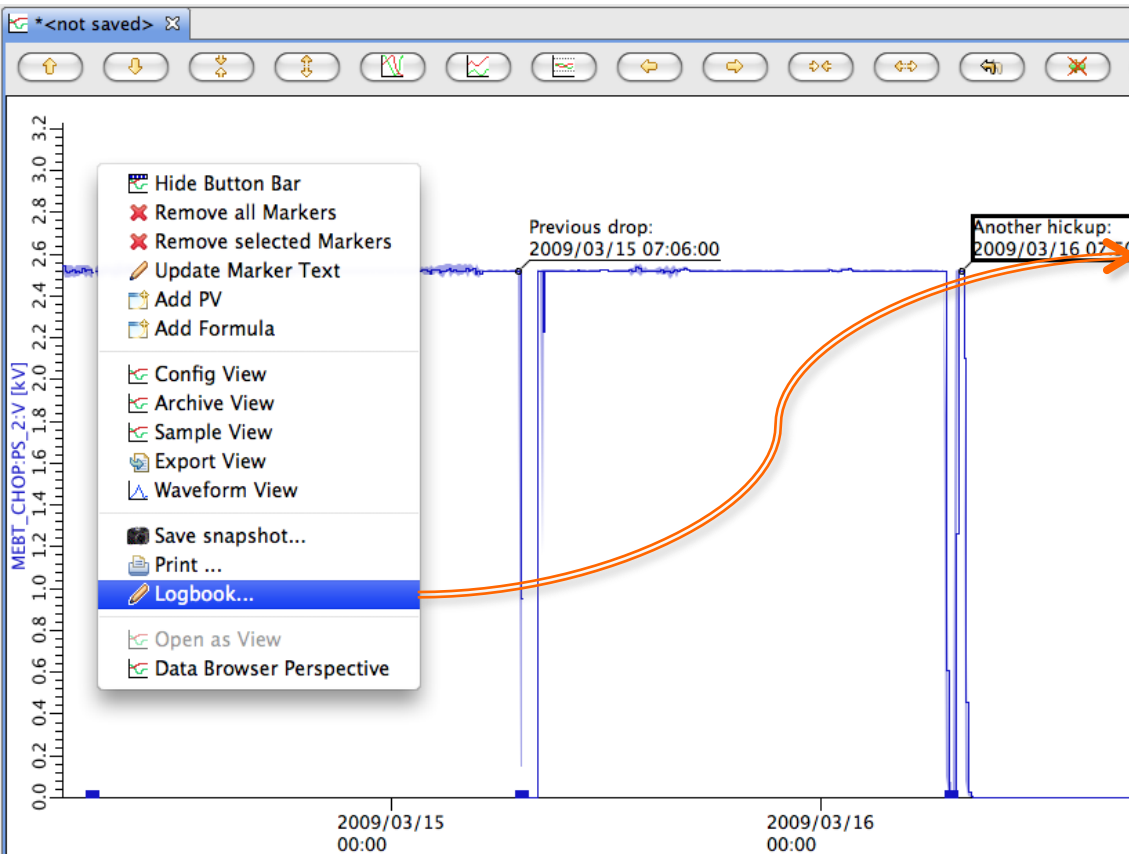 *<not saved>
3.2
3.0
2.8
2.6
2.4
2.2
2.0
1.8
1.6
1.4
1.2
1.0
0.8
0.6
0.4
0.2
0.0
MEBT_CHOP:PS_2:V [kV]
Hide Button Bar
Remove all Markers
Remove selected Markers
Update Marker Text
Add PV
Add Formula
Config View
Archive View
Sample View
Export View
Waveform View
Save snapshot...
Print ...
Logbook...
Open as View
Data Browser Perspective
Previous drop:
2009/03/15 07:06:00
Another hickup:
2009/03/16
2009/03/15
00:00
2009/03/16
00:00